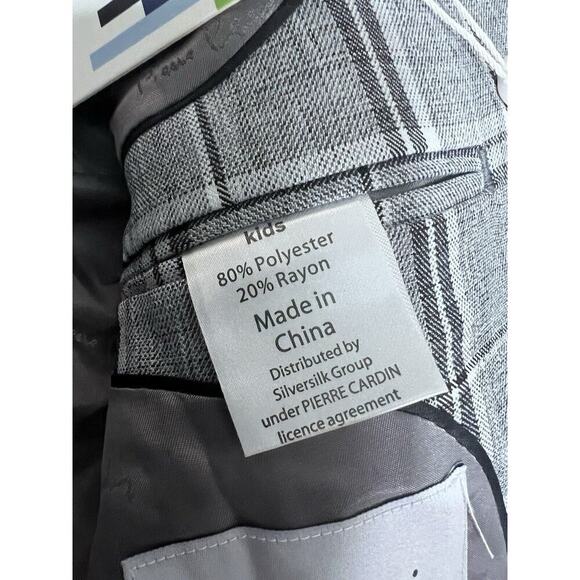 kids
80% Polyester
20% Rayon
Made in
China
Distributed by
Silversilk Group
under PIERRE CARDIN
licence agreement